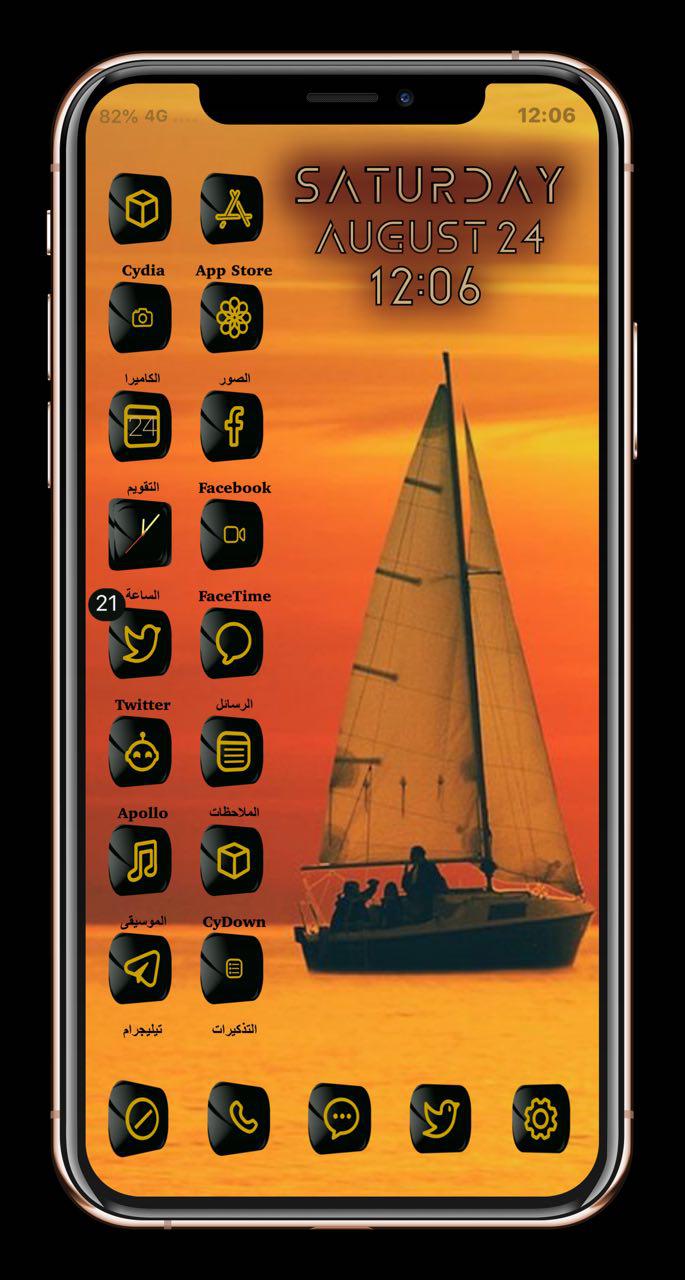 82% 4G
12:06
SATURDAY
AUGUST 24
12:06
Cydia
App Store
الكاميرا
الصور
24
التقويم
Facebook
الساعة
FaceTime
21
Twitter
الرسائل
Apollo
الملاحظات
الموسيقى
CyDown
تيليجرام
التذكيرات